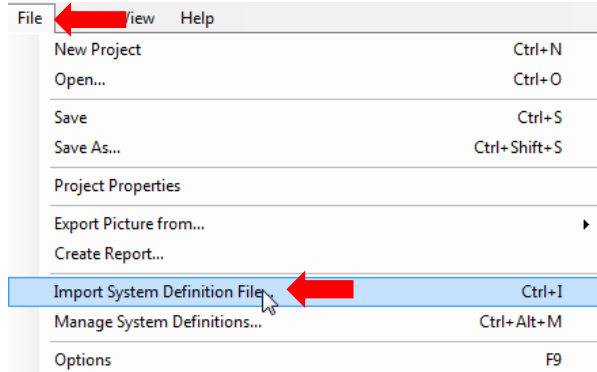 File View Help
New Project Ctrl+N
Open... Ctrl+O
Save Ctrl+S
Save As... Ctrl+Shift+S
Project Properties
Export Picture from...
Create Report...
Import System Definition File... Ctrl+I
Manage System Definitions... Ctrl+Alt+M
Options F9